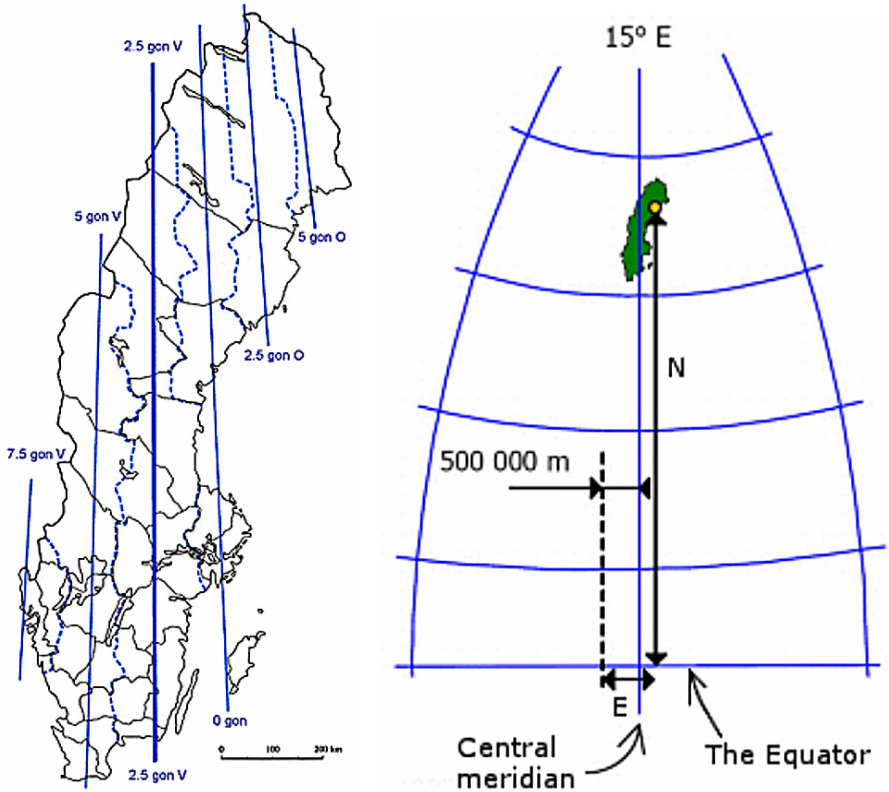 2.5 gon V
5 gon V
5 gon O
2.5 gon O
7.5 gon V
0 gon
2.5 gon V
0 100 200 km
15° E
N
500 000 m
E
Central
meridian
The Equator